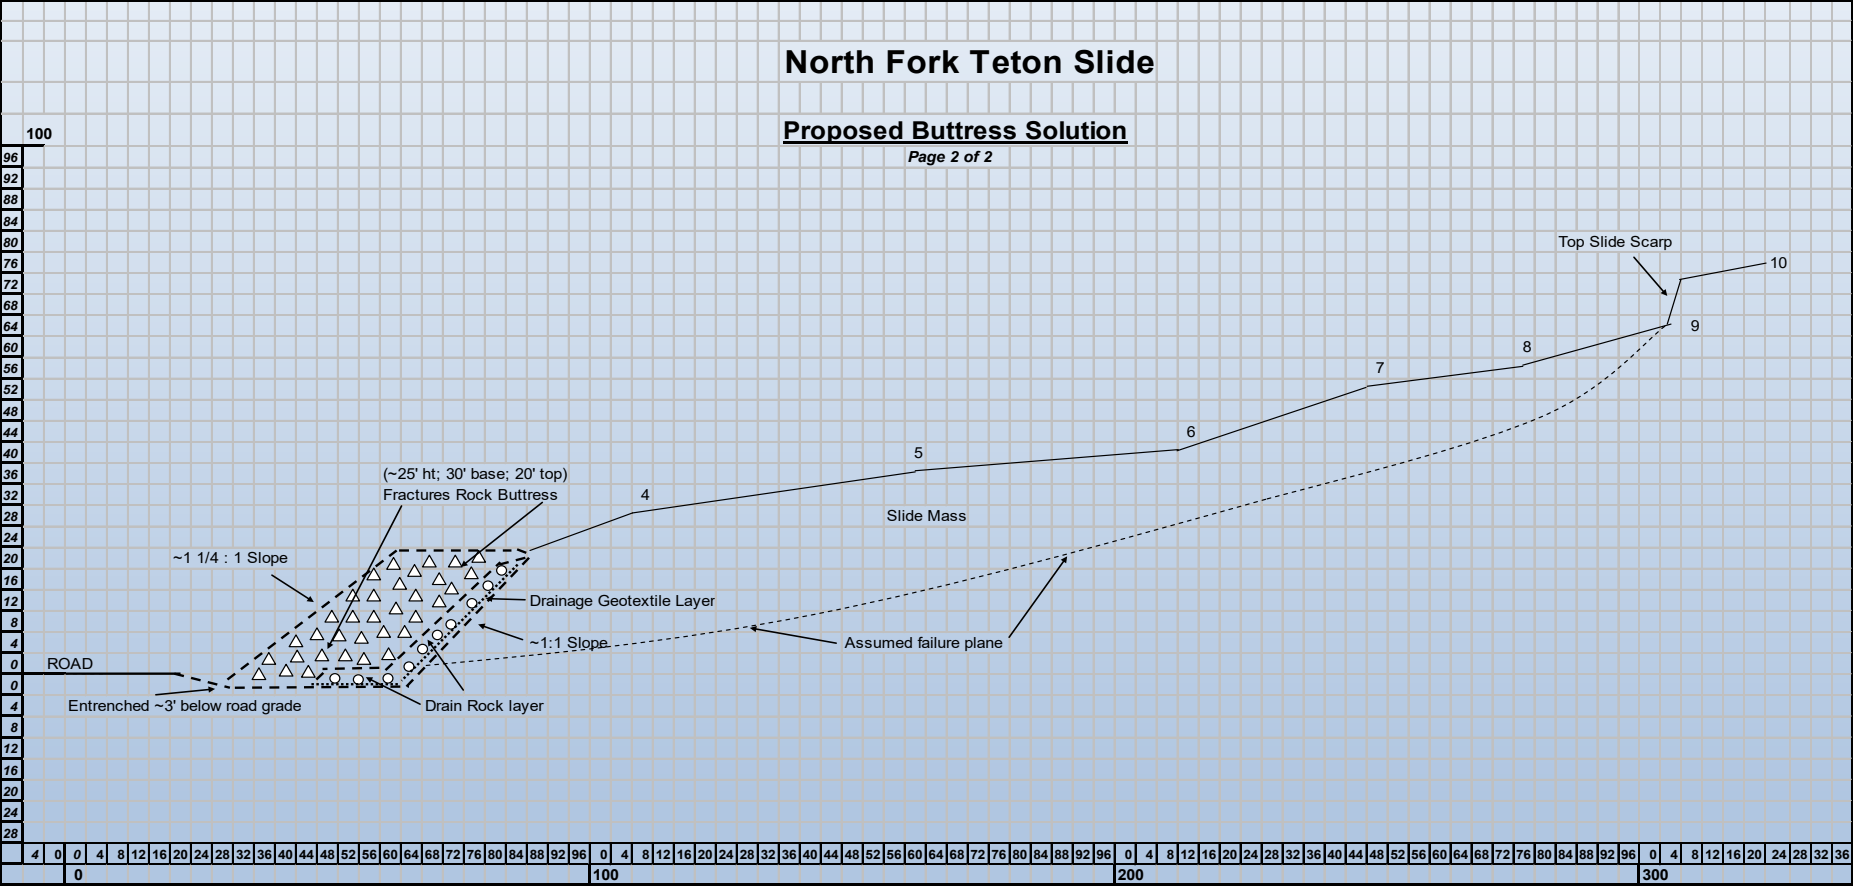 North Fork Teton Slide
Proposed Buttress Solution
Page 2 of 2
100
96
92
88
84
80
76
72
68
64
60
56
52
48
44
40
36
32
28
24
20
16
12
8
4
0
0
4
8
12
16
20
24
28
Top Slide Scarp
10
9
8
7
6
5
4
(~25' ht; 30' base; 20' top)
Fractures Rock Buttress
Slide Mass
~1 1/4 : 1 Slope
Drainage Geotextile Layer
~1:1 Slope
Assumed failure plane
ROAD
Entrenched ~3' below road grade
Drain Rock layer
4 0 0 4 8 12 16 20 24 28 32 36 40 44 48 52 56 60 64 68 72 76 80 84 88 92 96 0 4 8 12 16 20 24 28 32 36 40 44 48 52 56 60 64 68 72 76 80 84 88 92 96 0 4 8 12 16 20 24 28 32 36 40 44 48 52 56 60 64 68 72 76 80 84 88 92 96 0 4 8 12 16 20 24 28 32 36
0 100 200 300